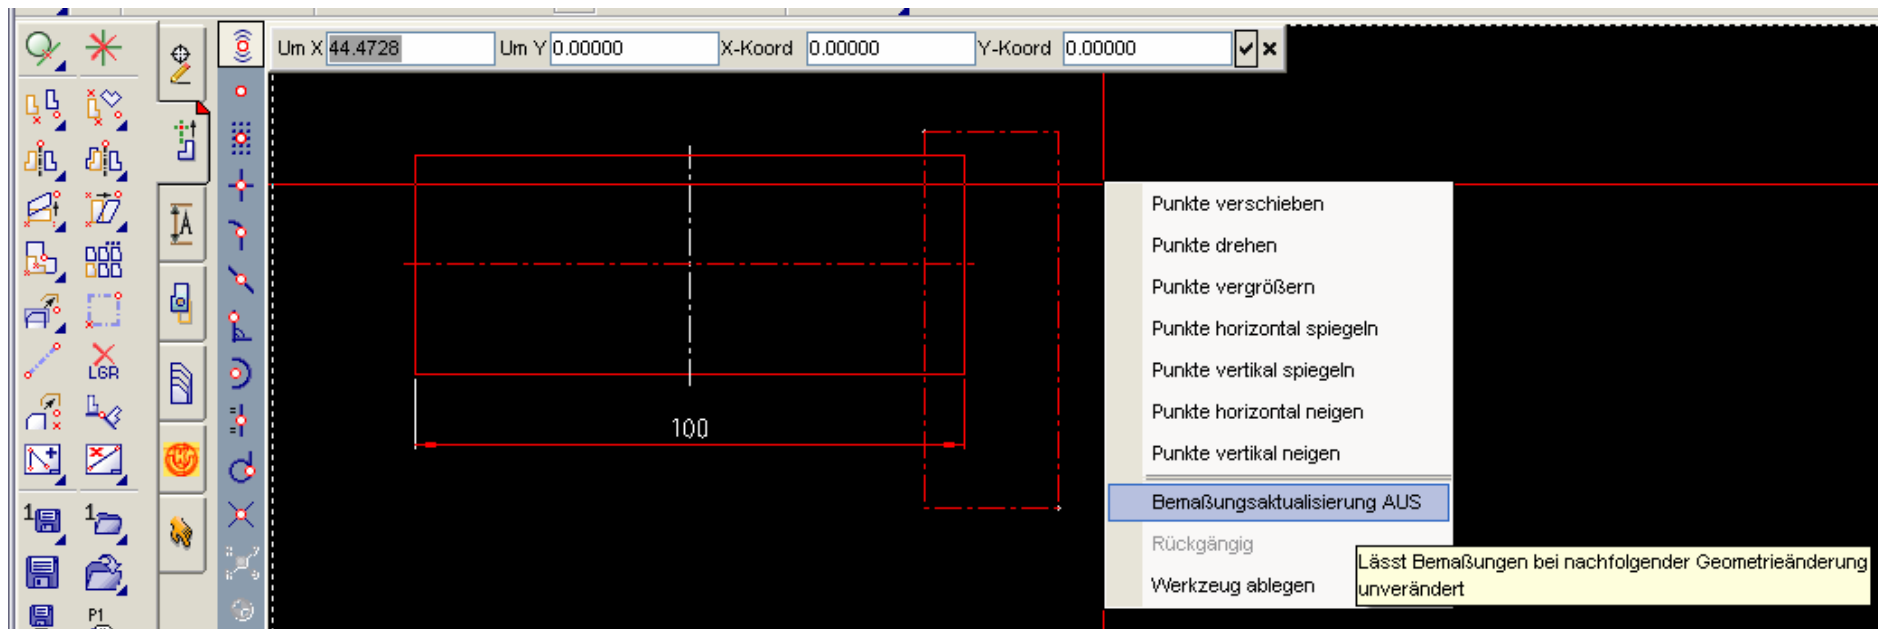 Um X 44.4728 Um Y 0.00000 X-Koord 0.00000 Y-Koord 0.00000
Punkte verschieben
Punkte drehen
Punkte vergrößern
Punkte horizontal spiegeln
Punkte vertikal spiegeln
Punkte horizontal neigen
Punkte vertikal neigen
Bemaßungsaktualisierung AUS
Rückgängig
Werkzeug ablegen
Lässt Bemaßungen bei nachfolgender Geometrieänderung
unverändert
100
A
LGR
1 1
P1